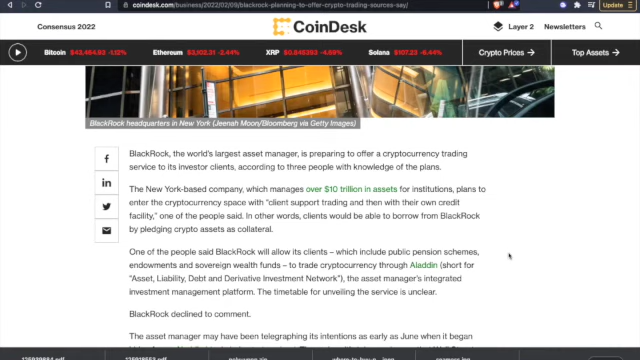 coindesk.com/business/2022/02/09/blackrock-planning-to-offer-crypto-trading-sources-say/
Update
Consensus 2022
CoinDesk
Layer 2
Newsletters
Bitcoin $43,464.93 -1.12%
Ethereum $3,102.31 -2.44%
XRP $0.845393 -4.69%
Solana $107.23 -6.44%
Crypto Prices →
Top Assets →
BlackRock headquarters in New York (Jeenah Moon/Bloomberg via Getty Images)
BlackRock, the world's largest asset manager, is preparing to offer a cryptocurrency trading
service to its investor clients, according to three people with knowledge of the plans.
The New York-based company, which manages over $10 trillion in assets for institutions, plans to
enter the cryptocurrency space with "client support trading and then with their own credit
facility," one of the people said. In other words, clients would be able to borrow from BlackRock
by pledging crypto assets as collateral.
One of the people said BlackRock will allow its clients – which include public pension schemes,
endowments and sovereign wealth funds – to trade cryptocurrency through Aladdin (short for
"Asset, Liability, Debt and Derivative Investment Network"), the asset manager's integrated
investment management platform. The timetable for unveiling the service is unclear.
BlackRock declined to comment.
The asset manager may have been telegraphing its intentions as early as June when it began